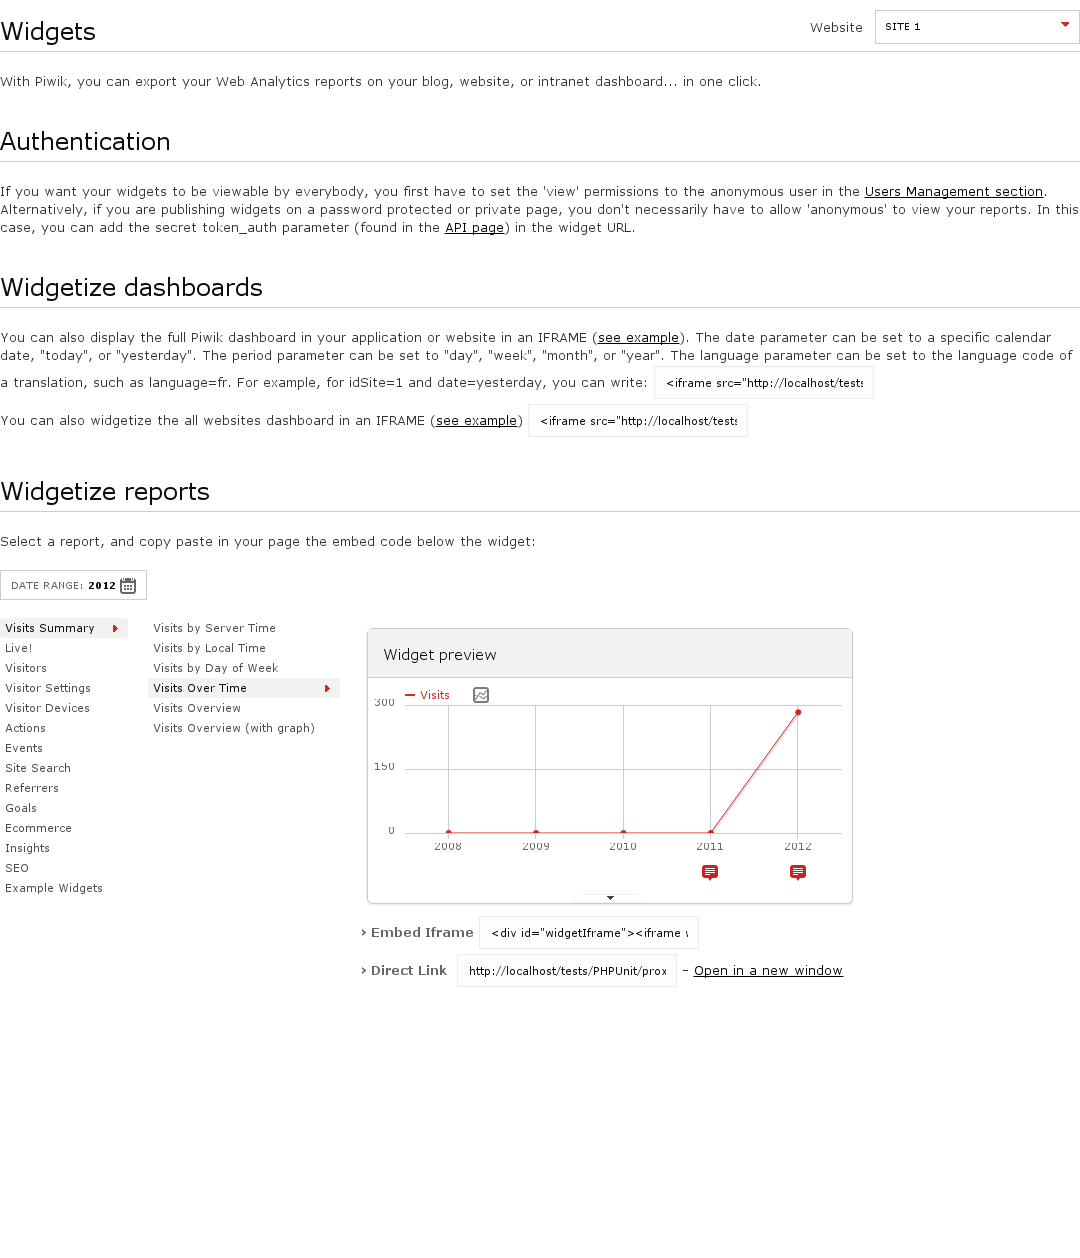 Widgets
Website
SITE 1
With Piwik, you can export your Web Analytics reports on your blog, website, or intranet dashboard... in one click.
Authentication
If you want your widgets to be viewable by everybody, you first have to set the 'view' permissions to the anonymous user in the Users Management section.
Alternatively, if you are publishing widgets on a password protected or private page, you don't necessarily have to allow 'anonymous' to view your reports. In this
case, you can add the secret token_auth parameter (found in the API page) in the widget URL.
Widgetize dashboards
You can also display the full Piwik dashboard in your application or website in an IFRAME (see example). The date parameter can be set to a specific calendar
date, "today", or "yesterday". The period parameter can be set to "day", "week", "month", or "year". The language parameter can be set to the language code of
a translation, such as language=fr. For example, for idSite=1 and date=yesterday, you can write: <iframe src="http://localhost/tests
You can also widgetize the all websites dashboard in an IFRAME (see example) <iframe src="http://localhost/tests
Widgetize reports
Select a report, and copy paste in your page the embed code below the widget:
DATE RANGE: 2012
Visits Summary
Live!
Visitors
Visitor Settings
Visitor Devices
Actions
Events
Site Search
Referrers
Goals
Ecommerce
Insights
SEO
Example Widgets
Visits by Server Time
Visits by Local Time
Visits by Day of Week
Visits Over Time
Visits Overview
Visits Overview (with graph)
Widget preview
Visits
300
150
0
2008 2009 2010 2011 2012
› Embed Iframe <div id="widgetIframe"><iframe
› Direct Link http://localhost/tests/PHPUnit/prox - Open in a new window